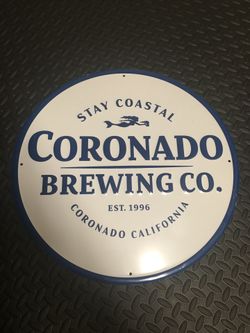 STAY COASTAL
CORONADO
BREWING CO.
EST. 1996
CORONADO CALIFORNIA